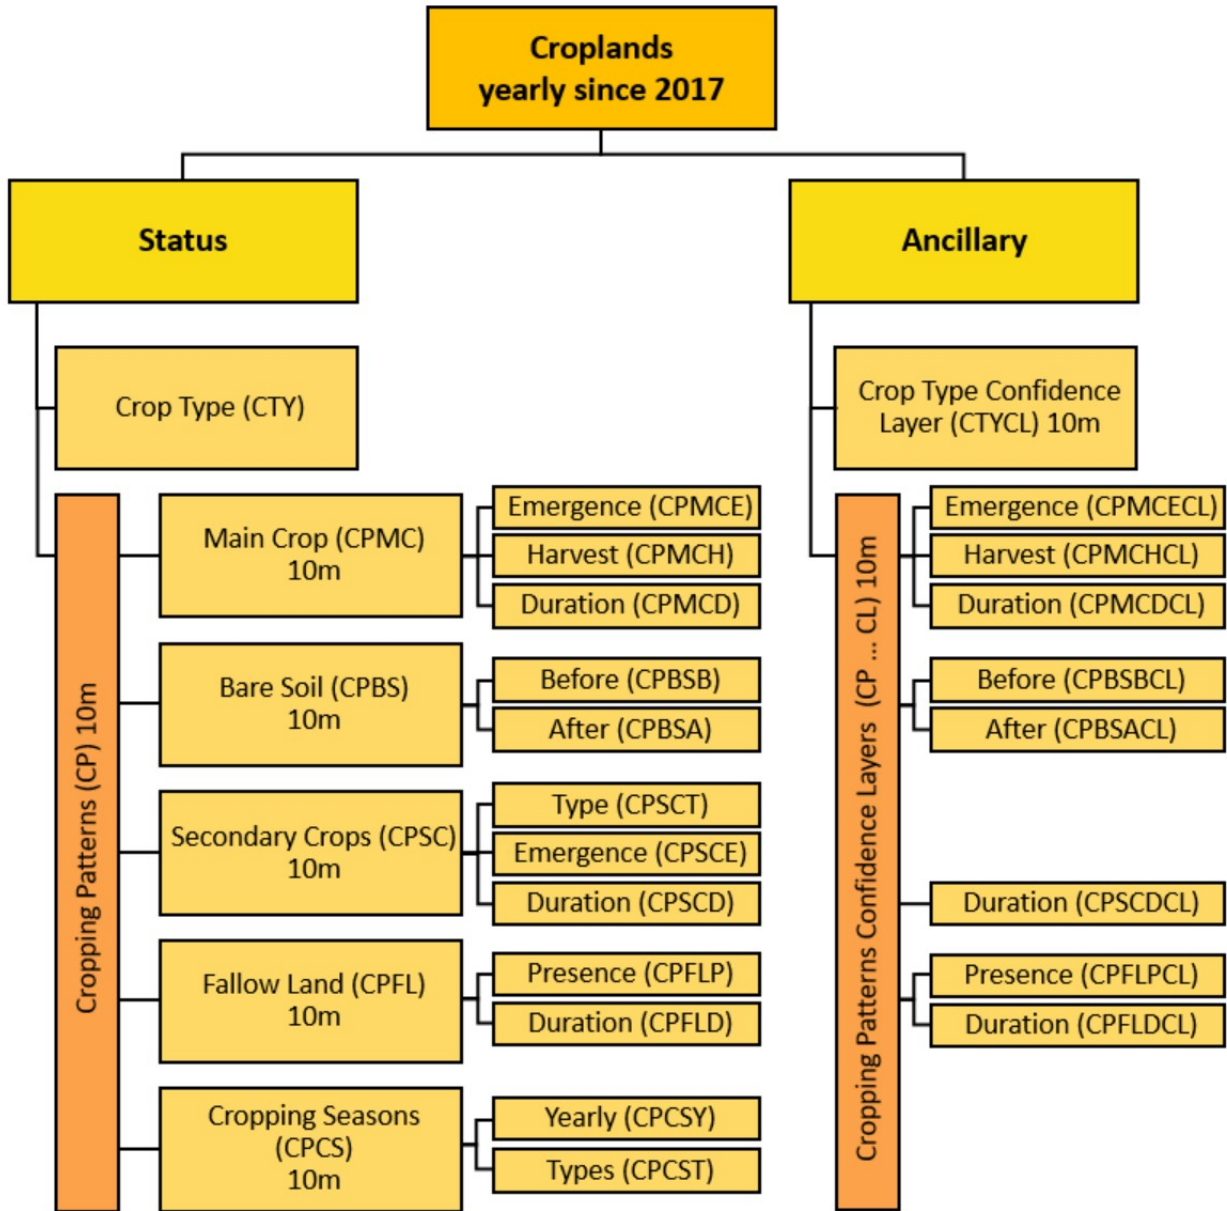 Croplands
yearly since 2017
Status
Ancillary
Crop Type (CTY)
Crop Type Confidence
Layer (CTYCL) 10m
Cropping Patterns (CP) 10m
Main Crop (CPMC)
10m
Emergence (CPMCE)
Harvest (CPMCH)
Duration (CPMCD)
Bare Soil (CPBS)
10m
Before (CPBSB)
After (CPBSA)
Secondary Crops (CPSC)
10m
Type (CPSCT)
Emergence (CPSCE)
Duration (CPSCD)
Fallow Land (CPFL)
10m
Presence (CPFLP)
Duration (CPFLD)
Cropping Seasons
(CPCS)
10m
Yearly (CPCSY)
Types (CPCST)
Cropping Patterns Confidence Layers (CP ... CL) 10m
Emergence (CPMCECL)
Harvest (CPMCHCL)
Duration (CPMCDCL)
Before (CPBSBCL)
After (CPBSACL)
Duration (CPSCDCL)
Presence (CPFLPCL)
Duration (CPFLDCL)